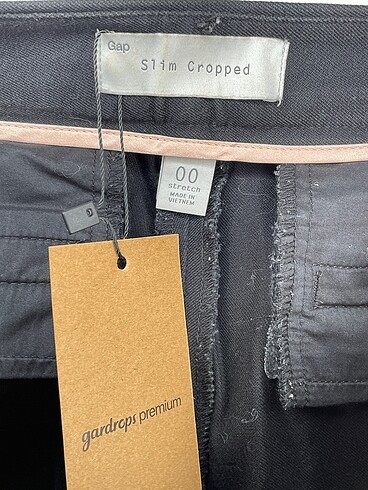 Gap
Slim Cropped
00
stretch
MADE IN
VIETNAM
gardrops premium